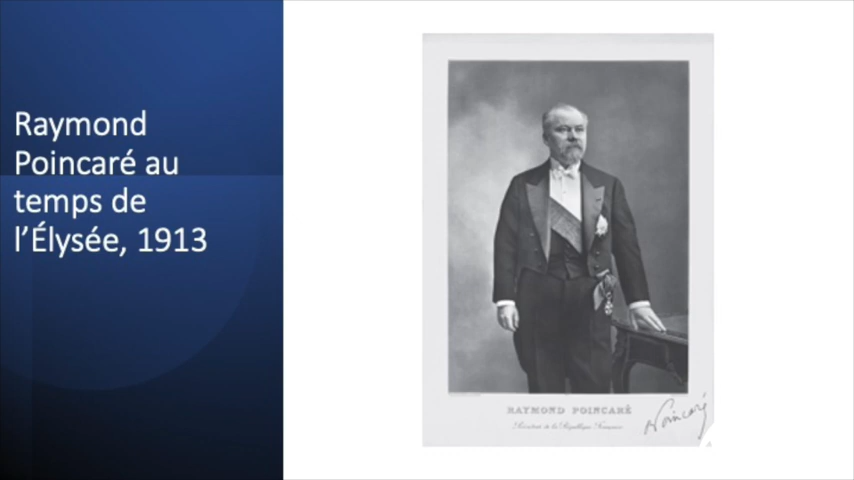 Raymond
Poincaré au
temps de
l’Élysée, 1913
RAYMOND POINCARÉ
Président de la République Française
Poincaré